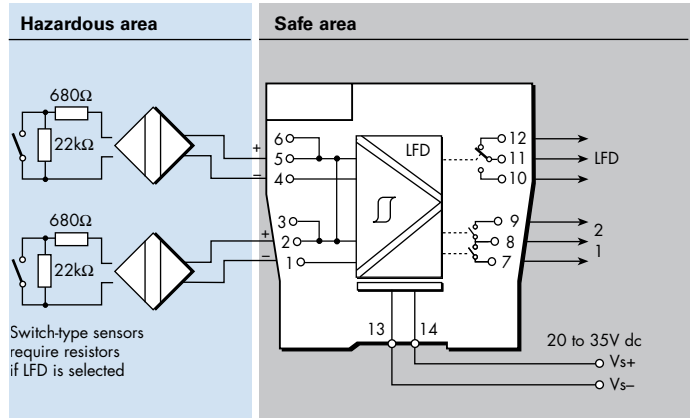 Hazardous area
Safe area
680Ω
22kΩ
+
−
6
5
4
LFD
12
11
10
LFD
680Ω
22kΩ
+
−
3
2
1
9
8
7
2
1
Switch-type sensors
require resistors
if LFD is selected
13
14
20 to 35V dc
Vs+
Vs−